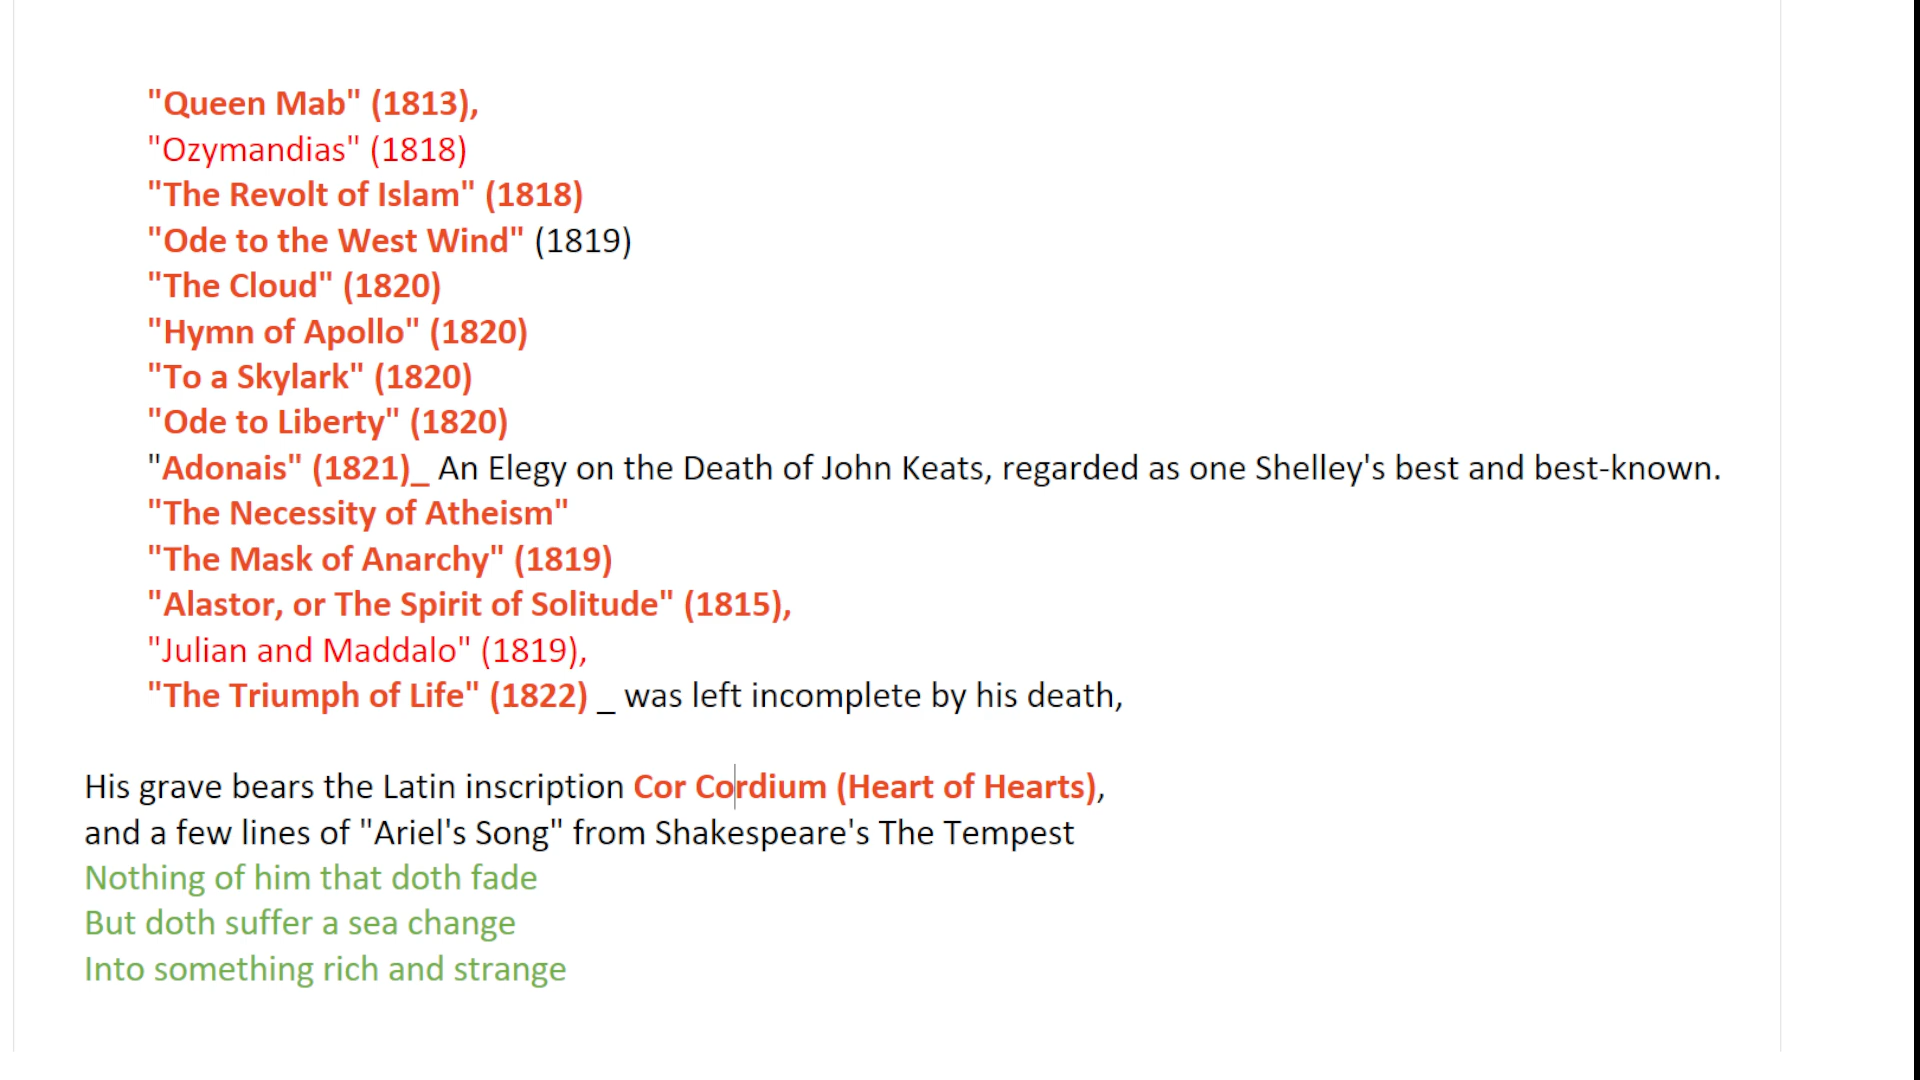 "Queen Mab" (1813),
"Ozymandias" (1818)
"The Revolt of Islam" (1818)
"Ode to the West Wind" (1819)
"The Cloud" (1820)
"Hymn of Apollo" (1820)
"To a Skylark" (1820)
"Ode to Liberty" (1820)
"Adonais" (1821)_ An Elegy on the Death of John Keats, regarded as one Shelley's best and best-known.
"The Necessity of Atheism"
"The Mask of Anarchy" (1819)
"Alastor, or The Spirit of Solitude" (1815),
"Julian and Maddalo" (1819),
"The Triumph of Life" (1822) _ was left incomplete by his death,
His grave bears the Latin inscription Cor Cordium (Heart of Hearts),
and a few lines of "Ariel's Song" from Shakespeare's The Tempest
Nothing of him that doth fade
But doth suffer a sea change
Into something rich and strange